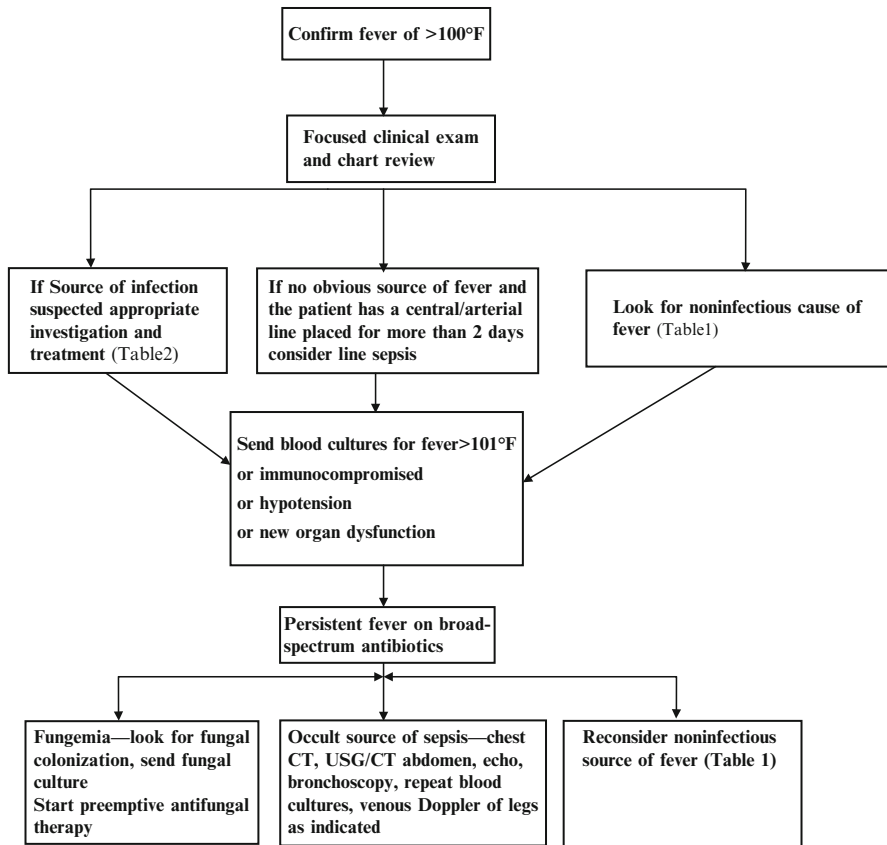 Confirm fever of >100°F
Focused clinical exam
and chart review
If Source of infection
suspected appropriate
investigation and
treatment (Table2)
If no obvious source of fever and
the patient has a central/arterial
line placed for more than 2 days
consider line sepsis
Look for noninfectious cause of
fever (Table1)
Send blood cultures for fever>101°F
or immunocompromised
or hypotension
or new organ dysfunction
Persistent fever on broad-
spectrum antibiotics
Fungemia—look for fungal
colonization, send fungal
culture
Start preemptive antifungal
therapy
Occult source of sepsis—chest
CT, USG/CT abdomen, echo,
bronchoscopy, repeat blood
cultures, venous Doppler of legs
as indicated
Reconsider noninfectious
source of fever (Table 1)